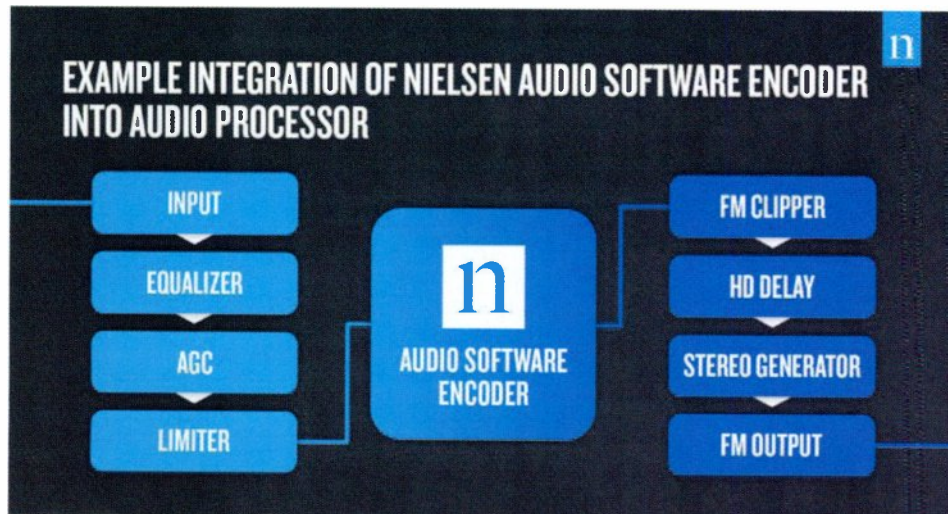 n
EXAMPLE INTEGRATION OF NIELSEN AUDIO SOFTWARE ENCODER
INTO AUDIO PROCESSOR
INPUT
EQUALIZER
AGC
LIMITER
n
AUDIO SOFTWARE
ENCODER
FM CLIPPER
HD DELAY
STEREO GENERATOR
FM OUTPUT